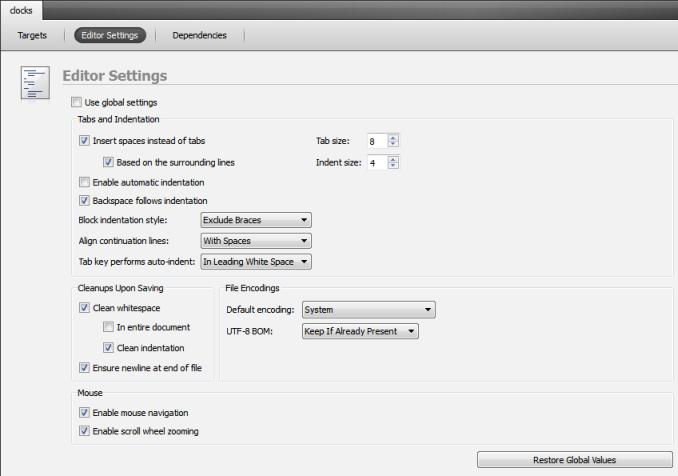 clocks
Targets Editor Settings Dependencies
Editor Settings
Use global settings
Tabs and Indentation
Insert spaces instead of tabs Tab size: 8
Based on the surrounding lines Indent size: 4
Enable automatic indentation
Backspace follows indentation
Block indentation style: Exclude Braces
Align continuation lines: With Spaces
Tab key performs auto-indent: In Leading White Space
Cleanups Upon Saving File Encodings
Clean whitespace Default encoding: System
In entire document UTF-8 BOM: Keep If Already Present
Clean indentation
Ensure newline at end of file
Mouse
Enable mouse navigation
Enable scroll wheel zooming
Restore Global Values